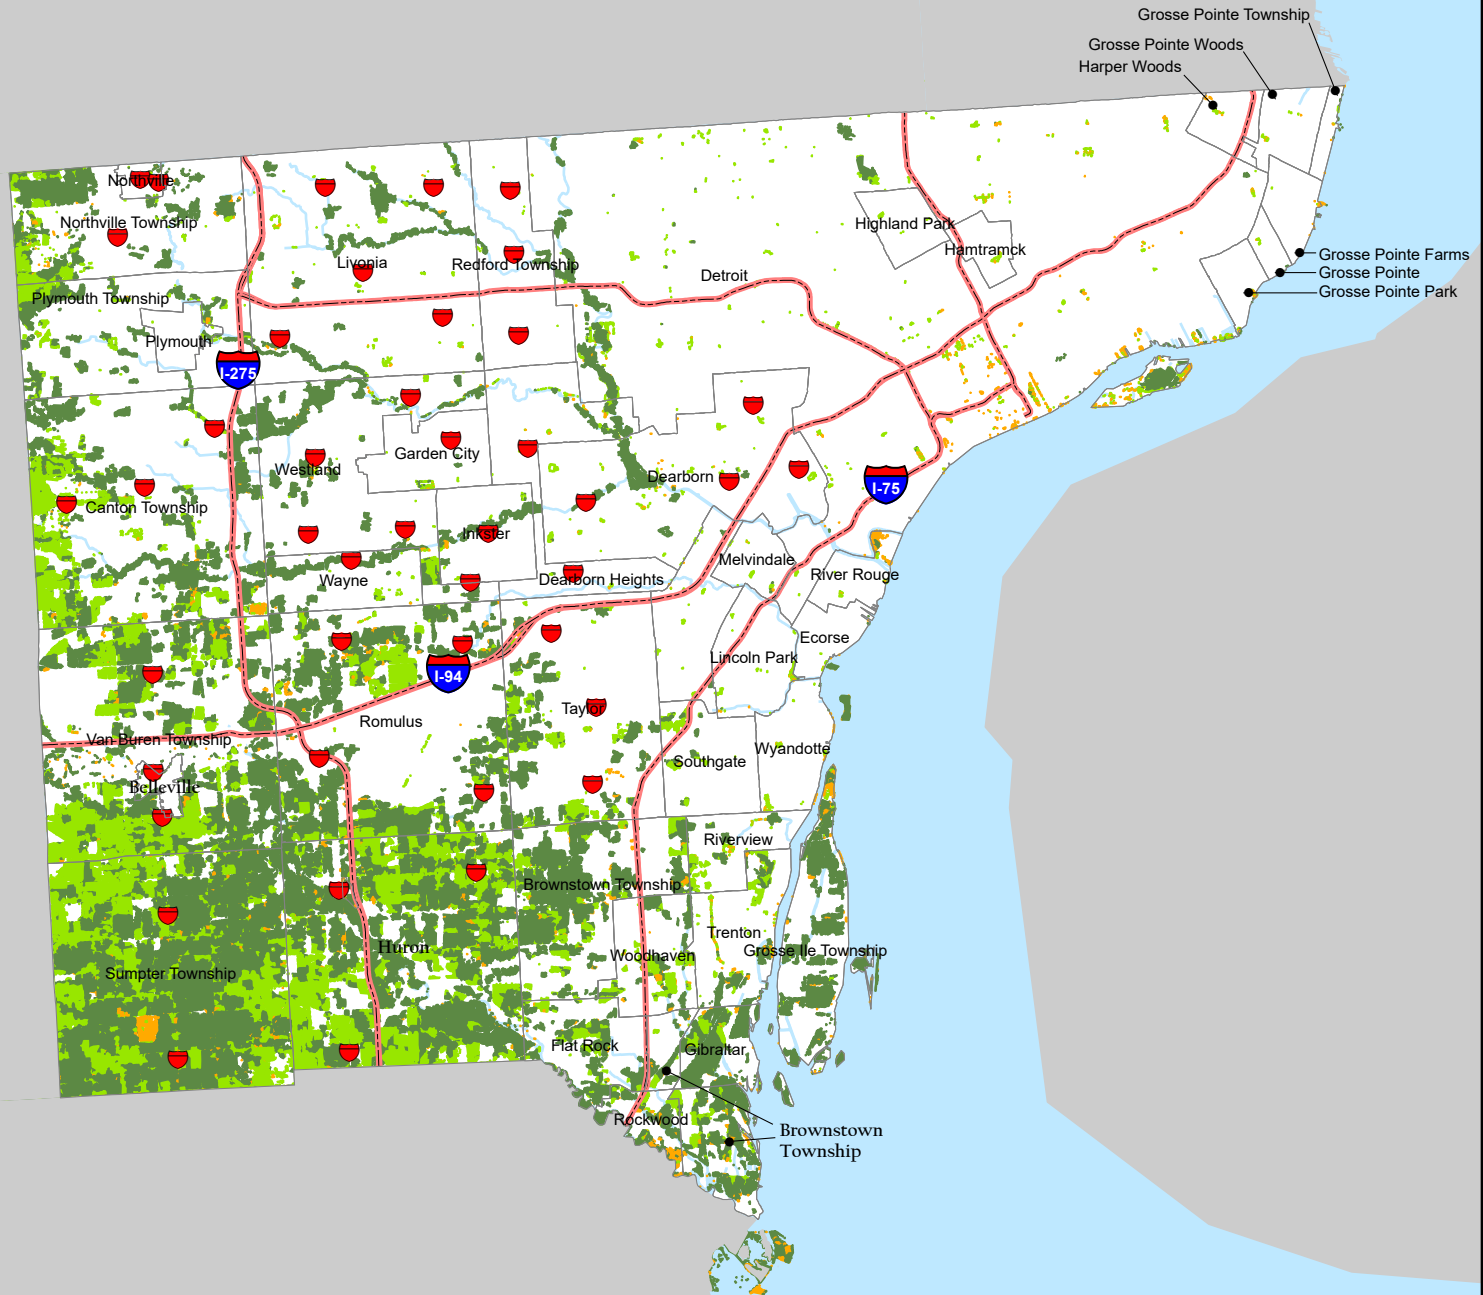 Grosse Pointe Township
Grosse Pointe Woods
Harper Woods
Northville
Northville Township
Highland Park
Hamtramck
Livonia
Redford Township
Detroit
Grosse Pointe Farms
Grosse Pointe
Grosse Pointe Park
Plymouth Township
Plymouth
I-275
Garden City
Westland
Dearborn
I-75
Canton Township
Inkster
Melvindale
River Rouge
Wayne
Dearborn Heights
Ecorse
Lincoln Park
I-94
Taylor
Romulus
Van Buren Township
Wyandotte
Southgate
Belleville
Riverview
Brownstown Township
Trenton
Huron
Grosse Ile Township
Woodhaven
Sumpter Township
Flat Rock
Gibraltar
Rockwood
Brownstown
Township